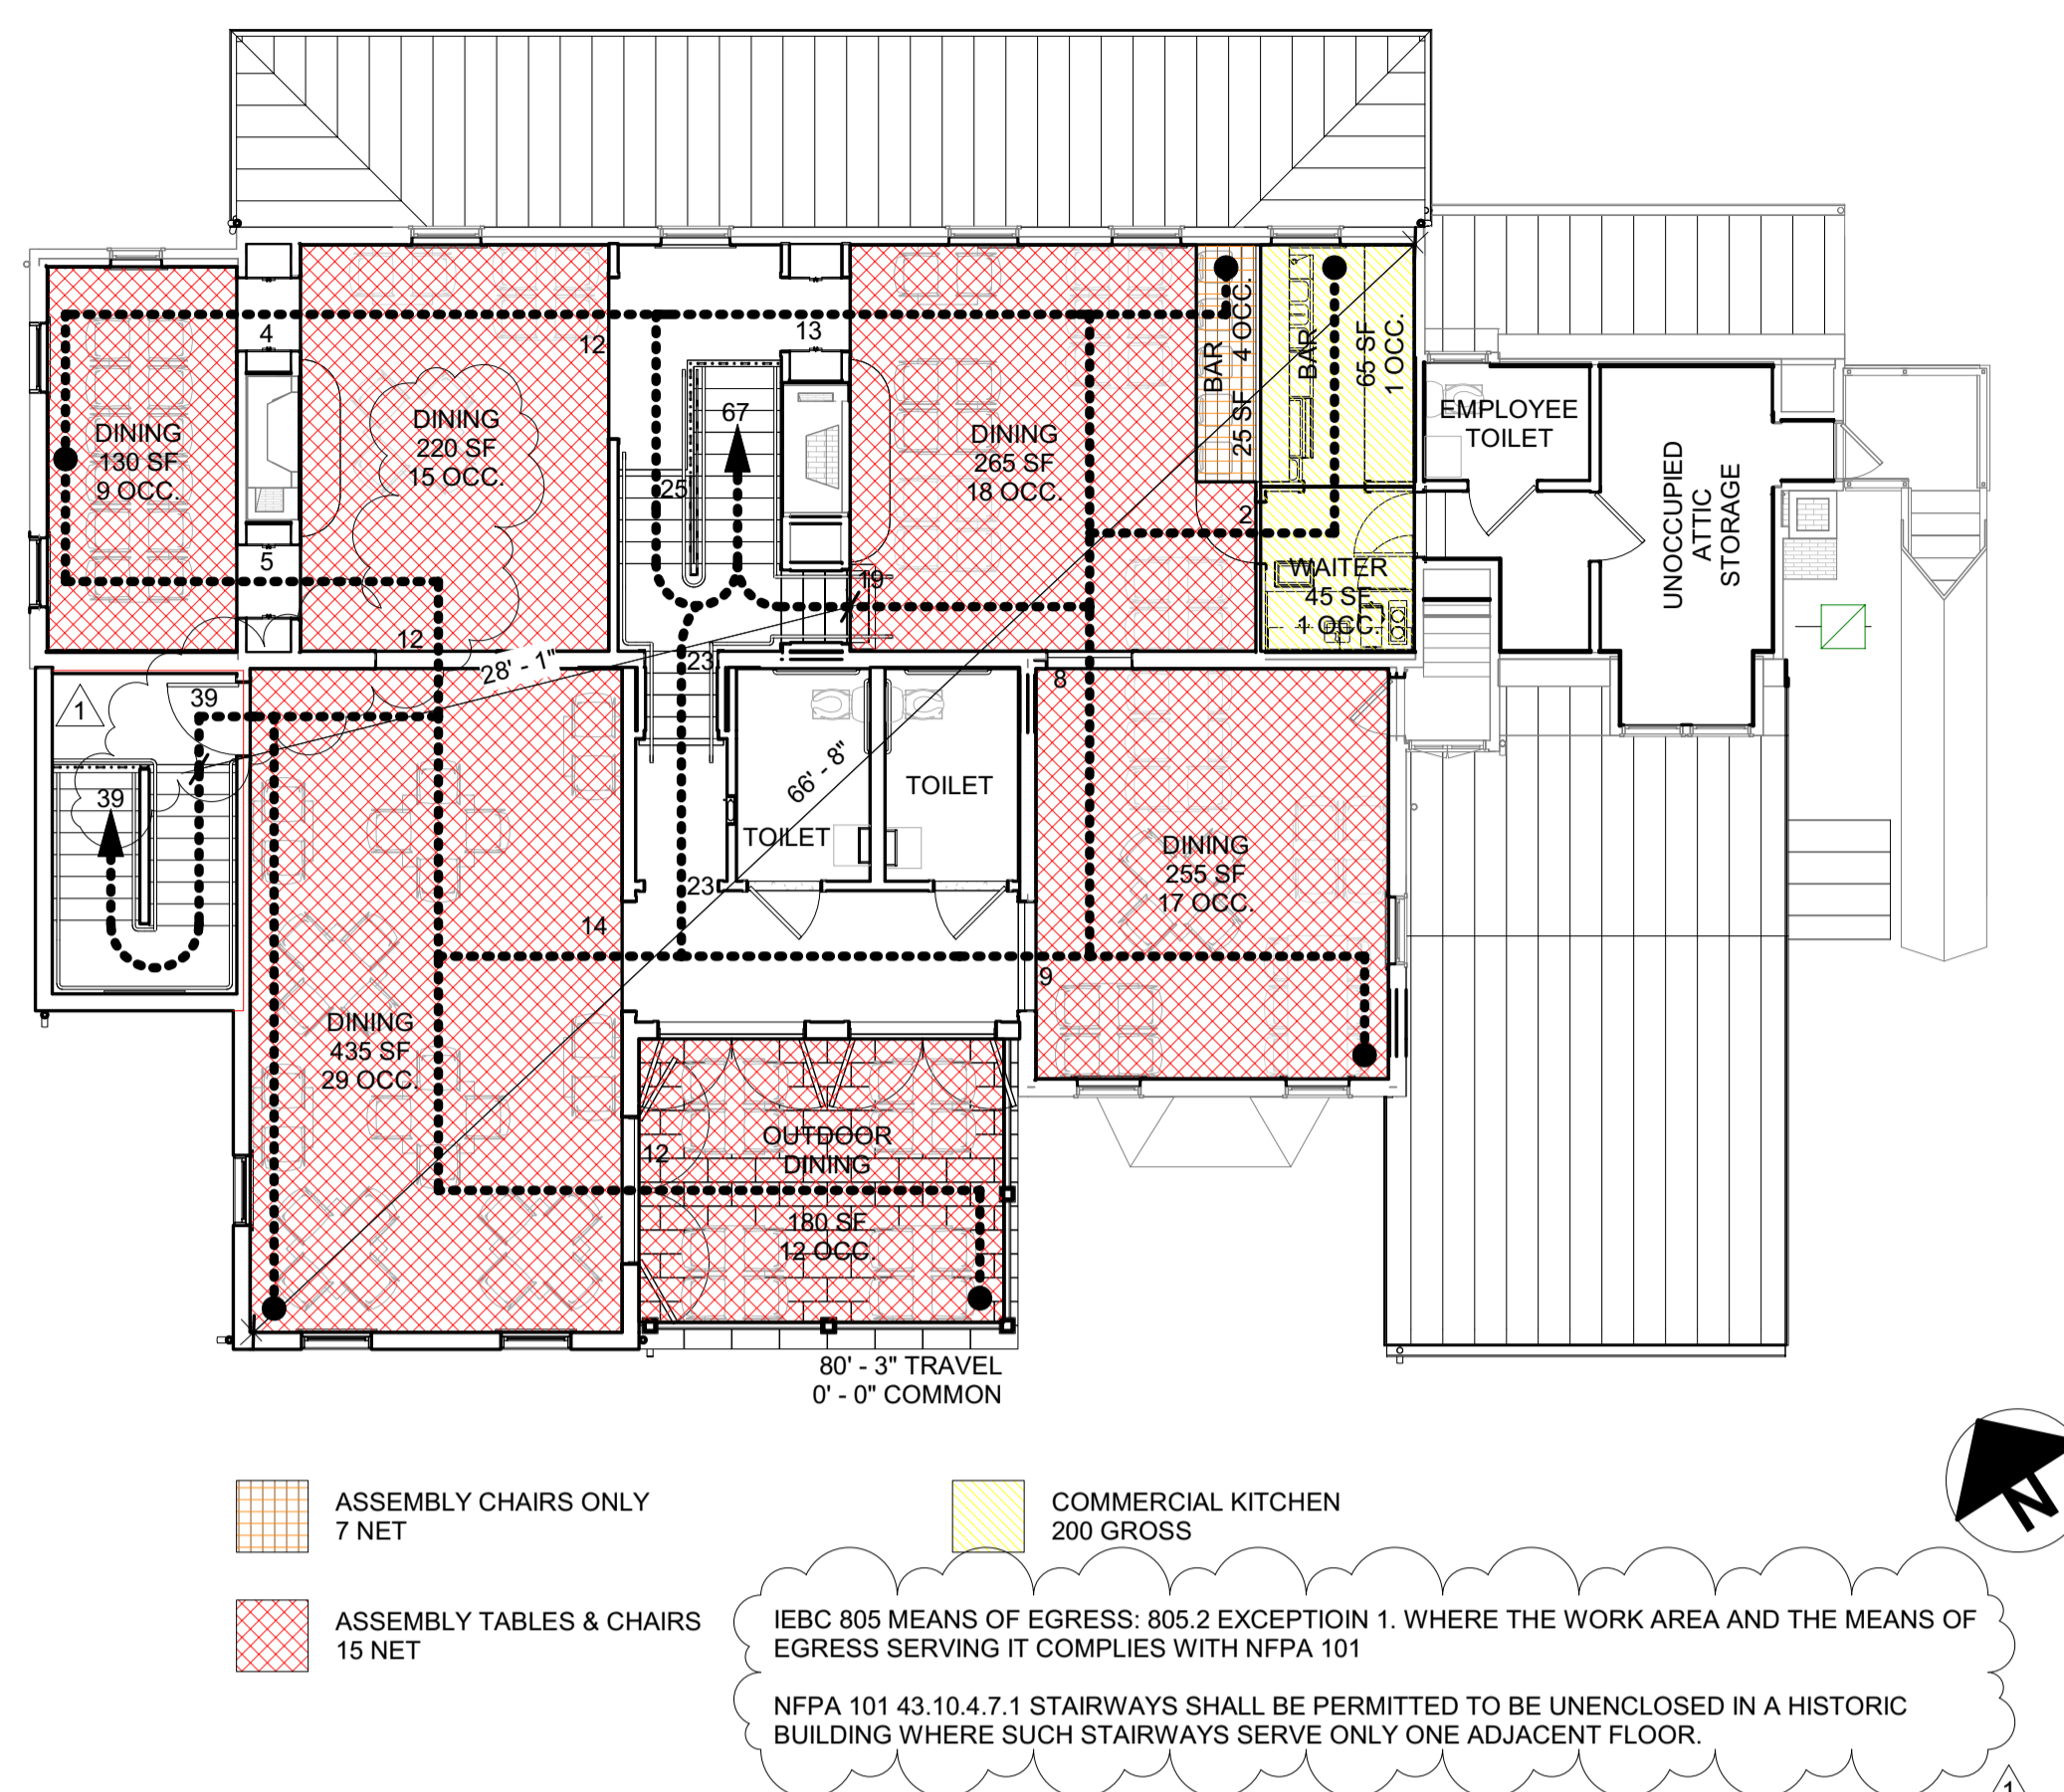 4
12
13
DINING
130 SF
9 OCC.
DINING
220 SF
15 OCC.
67
25
DINING
265 SF
18 OCC.
BAR
25 SF 4 OCC.
BAR
65 SF
1 OCC.
EMPLOYEE
TOILET
UNOCCUPIED
ATTIC
STORAGE
5
2
19
WAITER
45 SF
1 OCC.
12
28' - 1"
23
8
1
39
39
66' - 8"
TOILET
TOILET
DINING
255 SF
17 OCC.
23
14
9
DINING
435 SF
29 OCC.
12
OUTDOOR
DINING
180 SF
12 OCC.
80' - 3" TRAVEL
0' - 0" COMMON
N
ASSEMBLY CHAIRS ONLY
7 NET
COMMERCIAL KITCHEN
200 GROSS
ASSEMBLY TABLES & CHAIRS
15 NET
IEBC 805 MEANS OF EGRESS: 805.2 EXCEPTIOIN 1. WHERE THE WORK AREA AND THE MEANS OF
EGRESS SERVING IT COMPLIES WITH NFPA 101
NFPA 101 43.10.4.7.1 STAIRWAYS SHALL BE PERMITTED TO BE UNENCLOSED IN A HISTORIC
BUILDING WHERE SUCH STAIRWAYS SERVE ONLY ONE ADJACENT FLOOR.
1